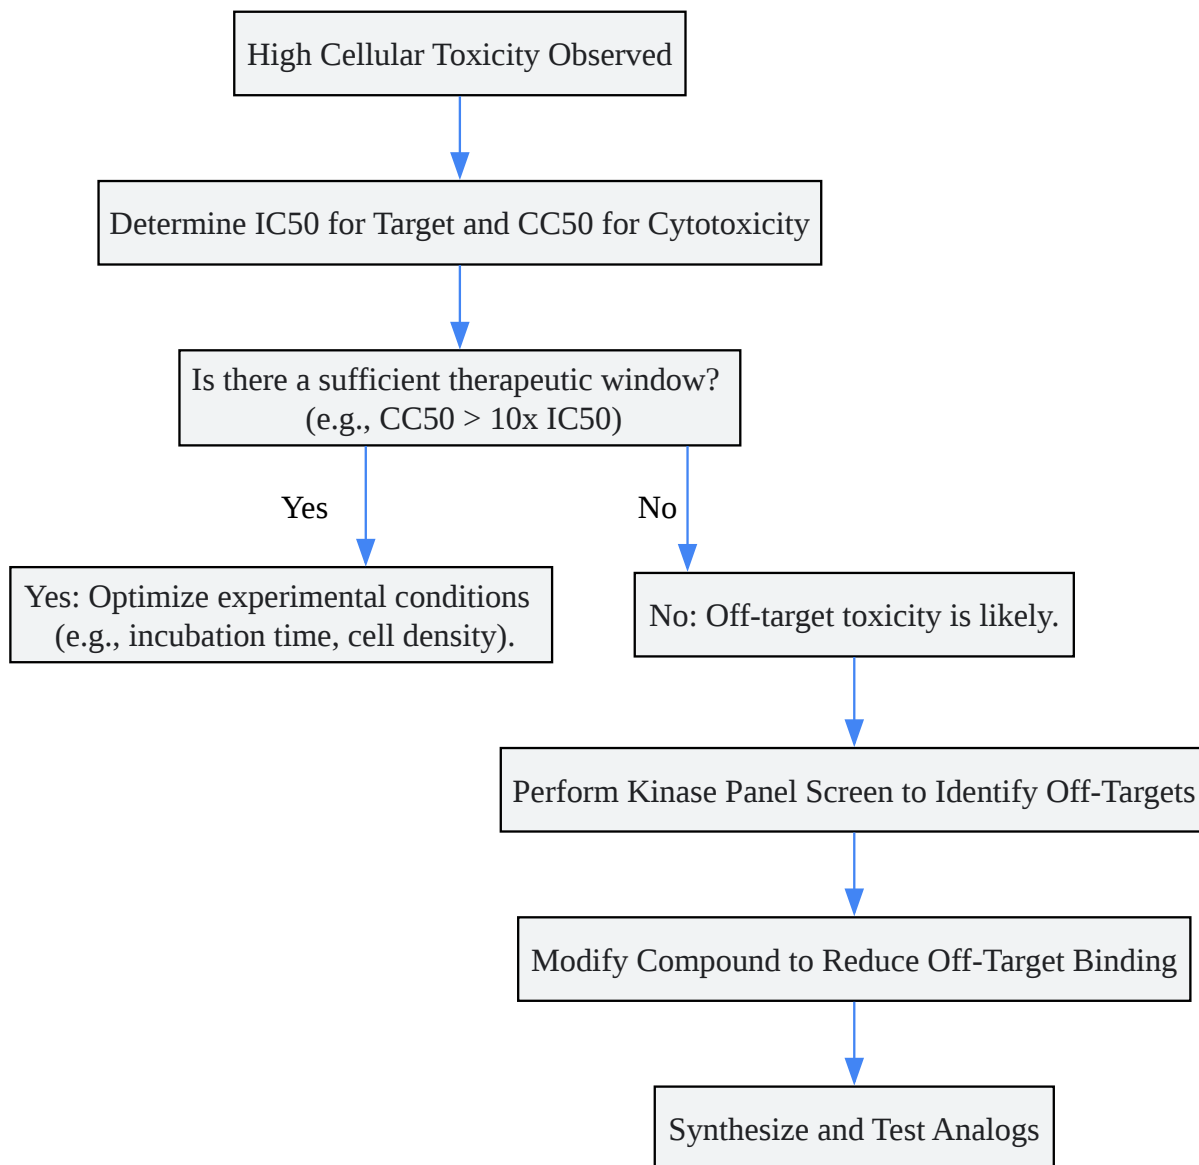 High Cellular Toxicity Observed
Determine IC50 for Target and CC50 for Cytotoxicity
Is there a sufficient therapeutic window?
(e.g., CC50 > 10x IC50)
Yes
No
Yes: Optimize experimental conditions
(e.g., incubation time, cell density).
No: Off-target toxicity is likely.
Perform Kinase Panel Screen to Identify Off-Targets
Modify Compound to Reduce Off-Target Binding
Synthesize and Test Analogs